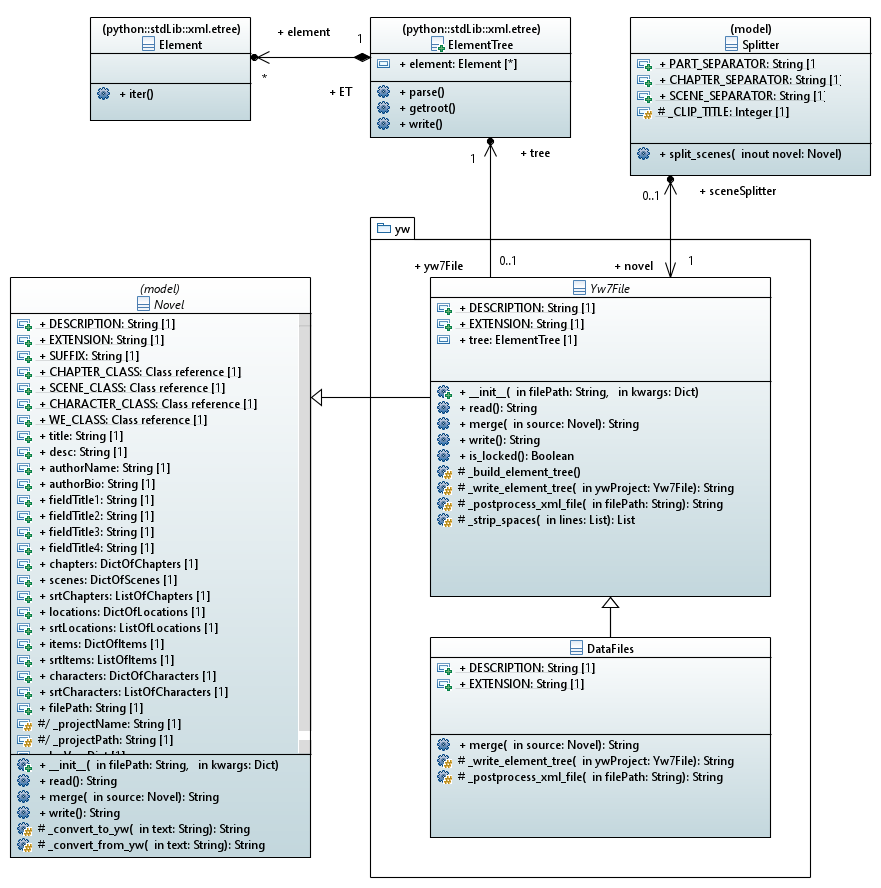 (python::stdLib::xml.etree)
Element
+ iter()
+ element
1
*
+ ET
(python::stdLib::xml.etree)
ElementTree
+ element: Element [*]
+ parse()
+ getroot()
+ write()
1
+ tree
(model)
Splitter
+ PART_SEPARATOR: String [1
+ CHAPTER_SEPARATOR: String [1]
+ SCENE_SEPARATOR: String [1]
# _CLIP_TITLE: Integer [1]
+ split_scenes( inout novel: Novel)
0..1
+ sceneSplitter
yw
+ yw7File
0..1
+ novel
1
(model)
Novel
+ DESCRIPTION: String [1]
+ EXTENSION: String [1]
+ SUFFIX: String [1]
+ CHAPTER_CLASS: Class reference [1]
+ SCENE_CLASS: Class reference [1]
+ CHARACTER_CLASS: Class reference [1]
+ WE_CLASS: Class reference [1]
+ title: String [1]
+ desc: String [1]
+ authorName: String [1]
+ authorBio: String [1]
+ fieldTitle1: String [1]
+ fieldTitle2: String [1]
+ fieldTitle3: String [1]
+ fieldTitle4: String [1]
+ chapters: DictOfChapters [1]
+ scenes: DictOfScenes [1]
+ srtChapters: ListOfChapters [1]
+ locations: DictOfLocations [1]
+ srtLocations: ListOfLocations [1]
+ items: DictOfItems [1]
+ srtItems: ListOfItems [1]
+ characters: DictOfCharacters [1]
+ srtCharacters: ListOfCharacters [1]
+ filePath: String [1]
#/ _projectName: String [1]
#/ _projectPath: String [1]
+ __init__( in filePath: String, in kwargs: Dict)
+ read(): String
+ merge( in source: Novel): String
+ write(): String
# _convert_to_yw( in text: String): String
# _convert_from_yw( in text: String): String
Yw7File
+ DESCRIPTION: String [1]
+ EXTENSION: String [1]
+ tree: ElementTree [1]
+ __init__( in filePath: String, in kwargs: Dict)
+ read(): String
+ merge( in source: Novel): String
+ write(): String
+ is_locked(): Boolean
# _build_element_tree()
# _write_element_tree( in ywProject: Yw7File): String
# _postprocess_xml_file( in filePath: String): String
# _strip_spaces( in lines: List): List
DataFiles
+ DESCRIPTION: String [1]
+ EXTENSION: String [1]
+ merge( in source: Novel): String
# _write_element_tree( in ywProject: Yw7File): String
# _postprocess_xml_file( in filePath: String): String